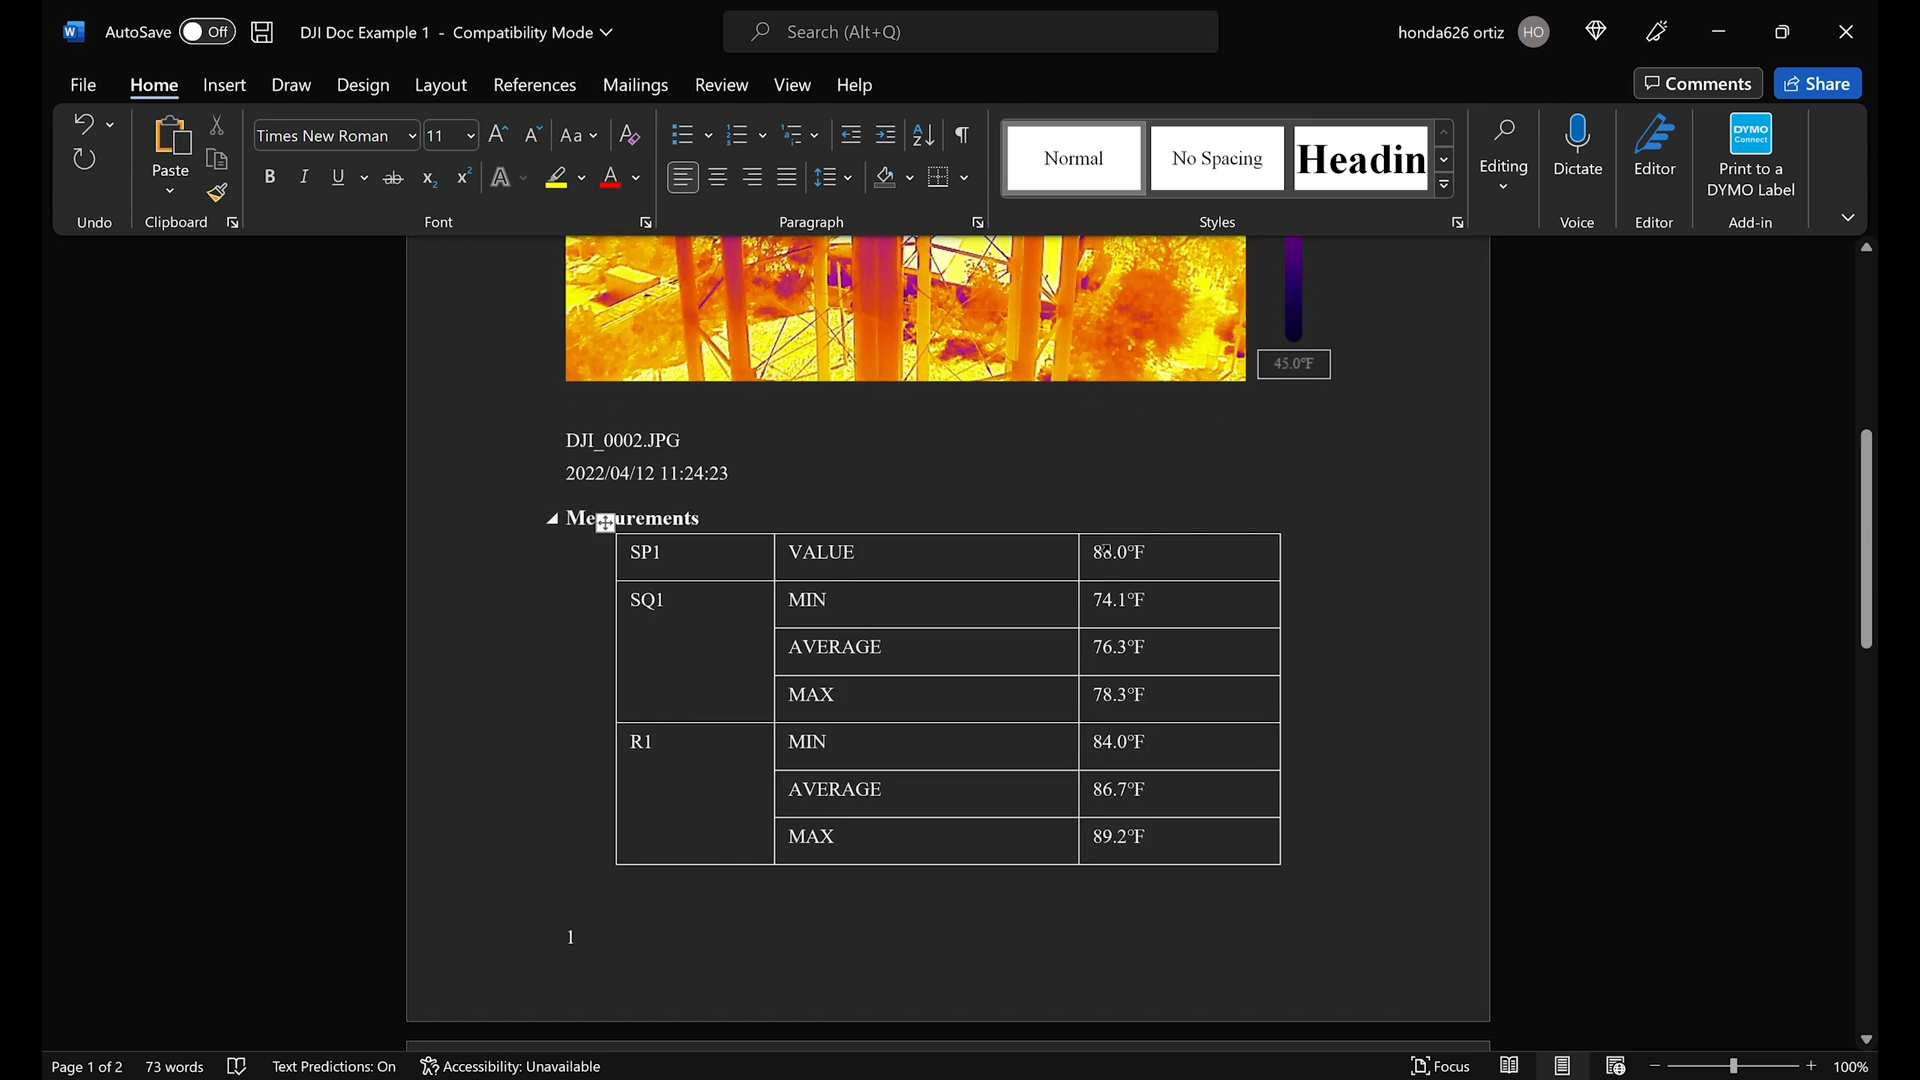 AutoSave Off DJI Doc Example 1 - Compatibility Mode Search (Alt+Q) honda626 ortiz HO
File Home Insert Draw Design Layout References Mailings Review View Help Comments Share
Times New Roman 11 Aa
Paste
Normal
No Spacing
Headin
Editing
Dictate
Editor
DYMO Connect
Print to a DYMO Label
Undo Clipboard Font Paragraph Styles Voice Editor Add-in
45.0°F
DJI_0002.JPG
2022/04/12 11:24:23
SP1 VALUE
SQ1 MIN 74.1°F
AVERAGE 76.3°F
MAX 78.3°F
R1 MIN 84.0°F
AVERAGE 86.7°F
MAX 89.2°F
1
Page 1 of 2 73 words Text Predictions: On Accessibility: Unavailable Focus 100%